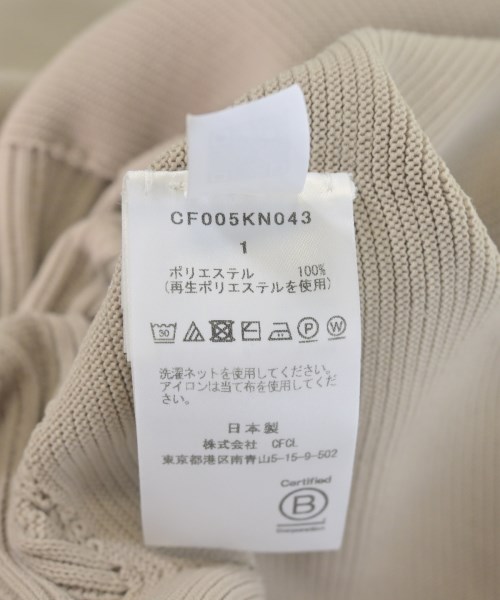 CF005KN043
1
ポリエステル 100%
(再生ポリエステルを使用)
30
P W
洗濯ネットを使用してください。
アイロンは当て布を使用してくださ
い。
日本製
株式会社 CFCL
東京都港区南青山5-15-9-502
Certified
B
Corporation